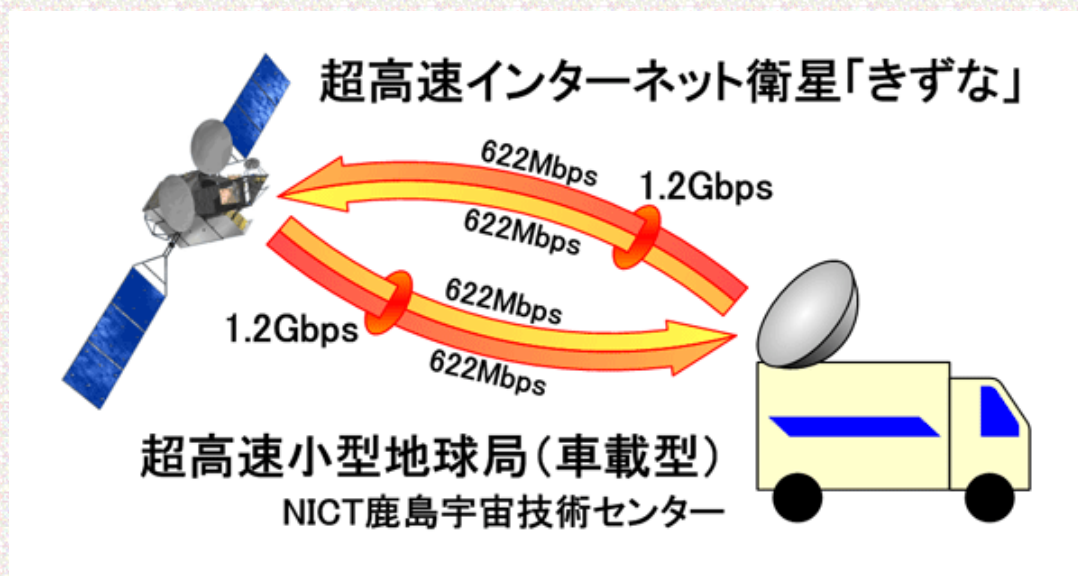 超高速インターネット衛星「きずな」
622Mbps
1.2Gbps
622Mbps
622Mbps
1.2Gbps
622Mbps
超高速小型地球局(車載型)
NICT鹿島宇宙技術センター